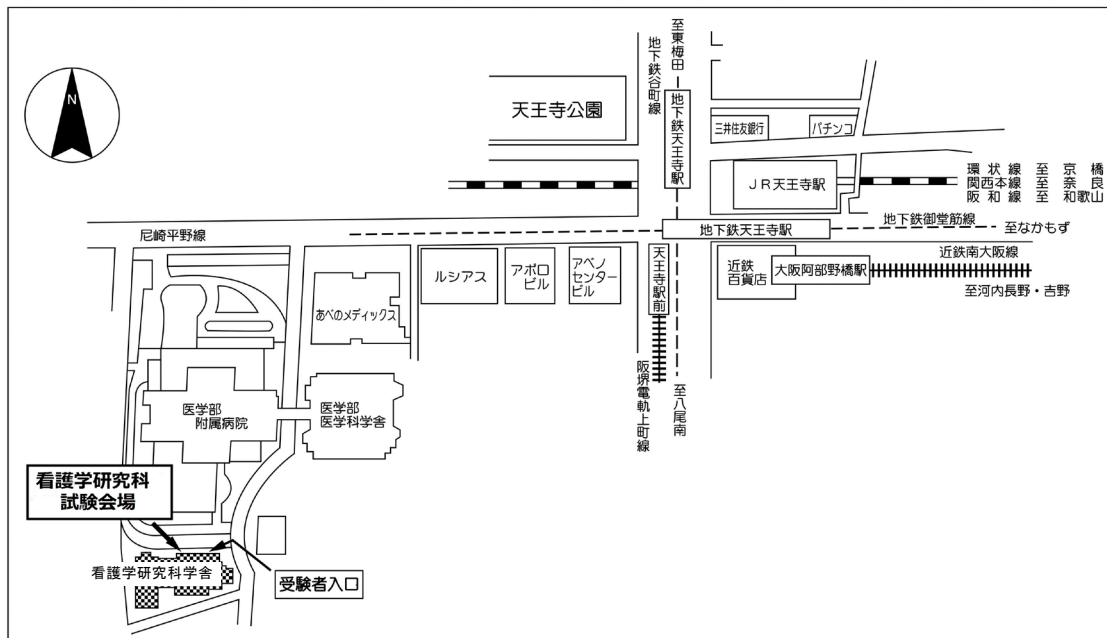 N
天王寺公園
地下鉄谷町線
至東梅田
地下鉄天王寺駅
三井住友銀行
パチンコ
JR天王寺駅
環状線 至 京橋
関西本線 至 奈良
阪和線 至 和歌山
尼崎平野線
地下鉄天王寺駅
地下鉄御堂筋線
至なかもず
ルシアス
アポロ
ビル
アベノ
センター
ビル
天王寺駅前
近鉄
百貨店
大阪阿部野橋駅
近鉄南大阪線
至河内長野・吉野
あべのメディックス
阪堺電軌上町線
至八尾南
医学部
附属病院
医学部
医学科学舎
看護学研究科
試験会場
看護学研究科学舎
受験者入口